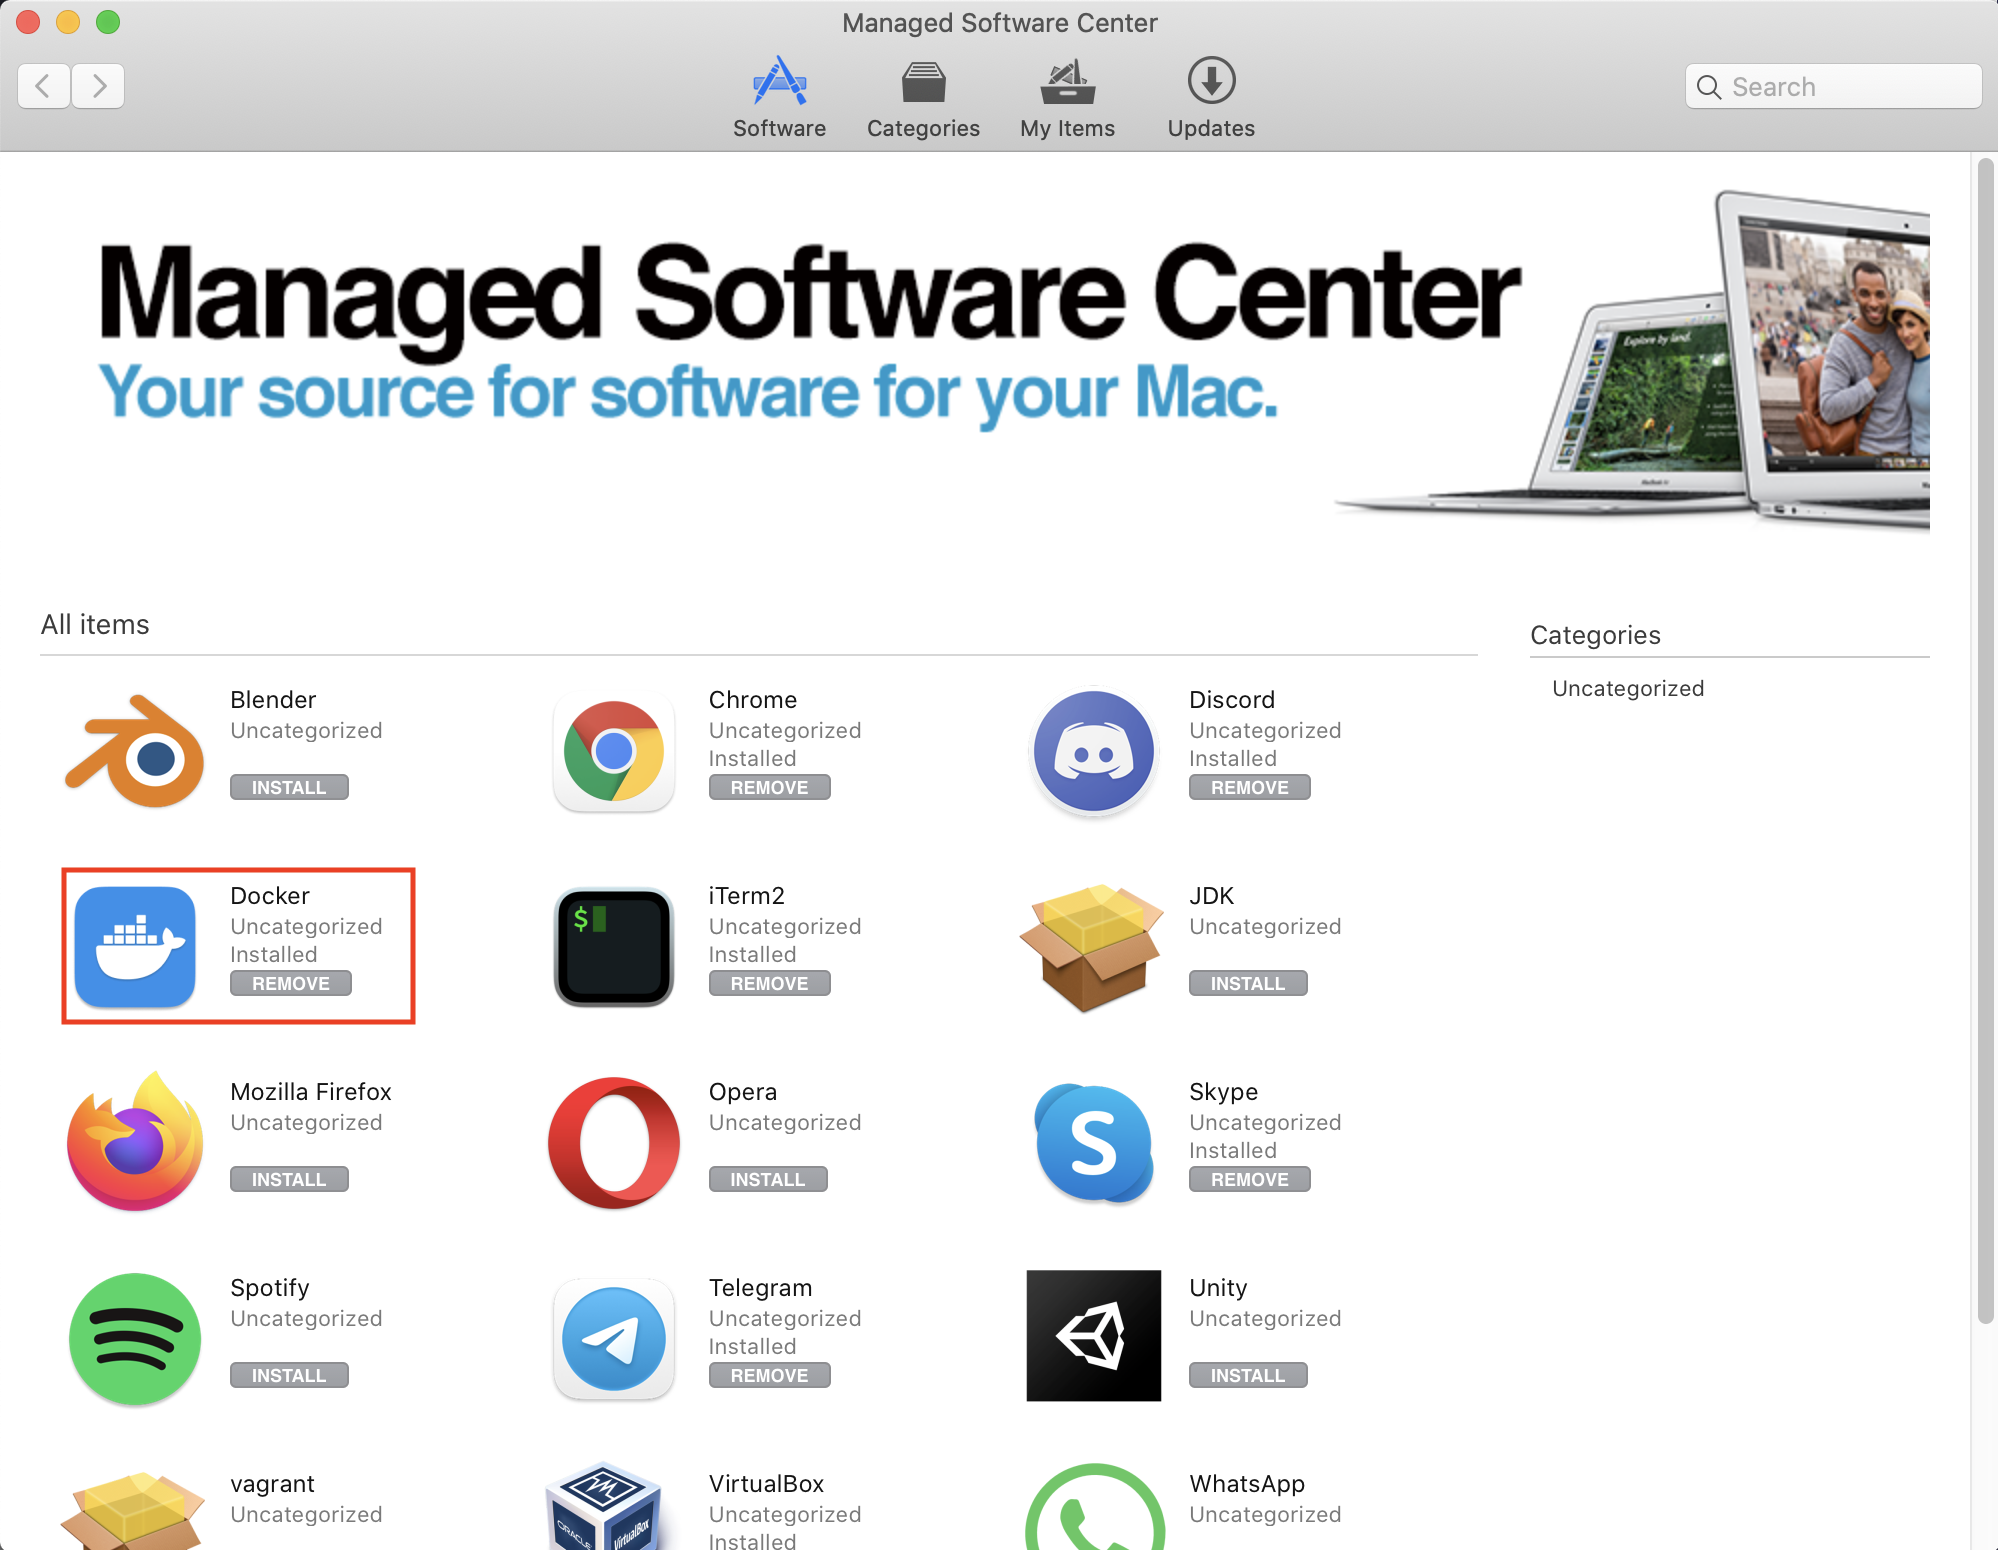 Managed Software Center
Software
Categories
My Items
Updates
Search
Managed Software Center
Your source for software for your Mac.
Explore by land.
All items
Categories
Uncategorized
Blender
Uncategorized
INSTALL
Chrome
Uncategorized
Installed
REMOVE
Discord
Uncategorized
Installed
REMOVE
Docker
Uncategorized
Installed
REMOVE
$
iTerm2
Uncategorized
Installed
REMOVE
JDK
Uncategorized
INSTALL
Mozilla Firefox
Uncategorized
INSTALL
Opera
Uncategorized
INSTALL
S
Skype
Uncategorized
Installed
REMOVE
Spotify
Uncategorized
INSTALL
Telegram
Uncategorized
Installed
REMOVE
Unity
Uncategorized
INSTALL
vagrant
Uncategorized
ORACLE
VirtualBox
VirtualBox
Uncategorized
Installed
WhatsApp
Uncategorized